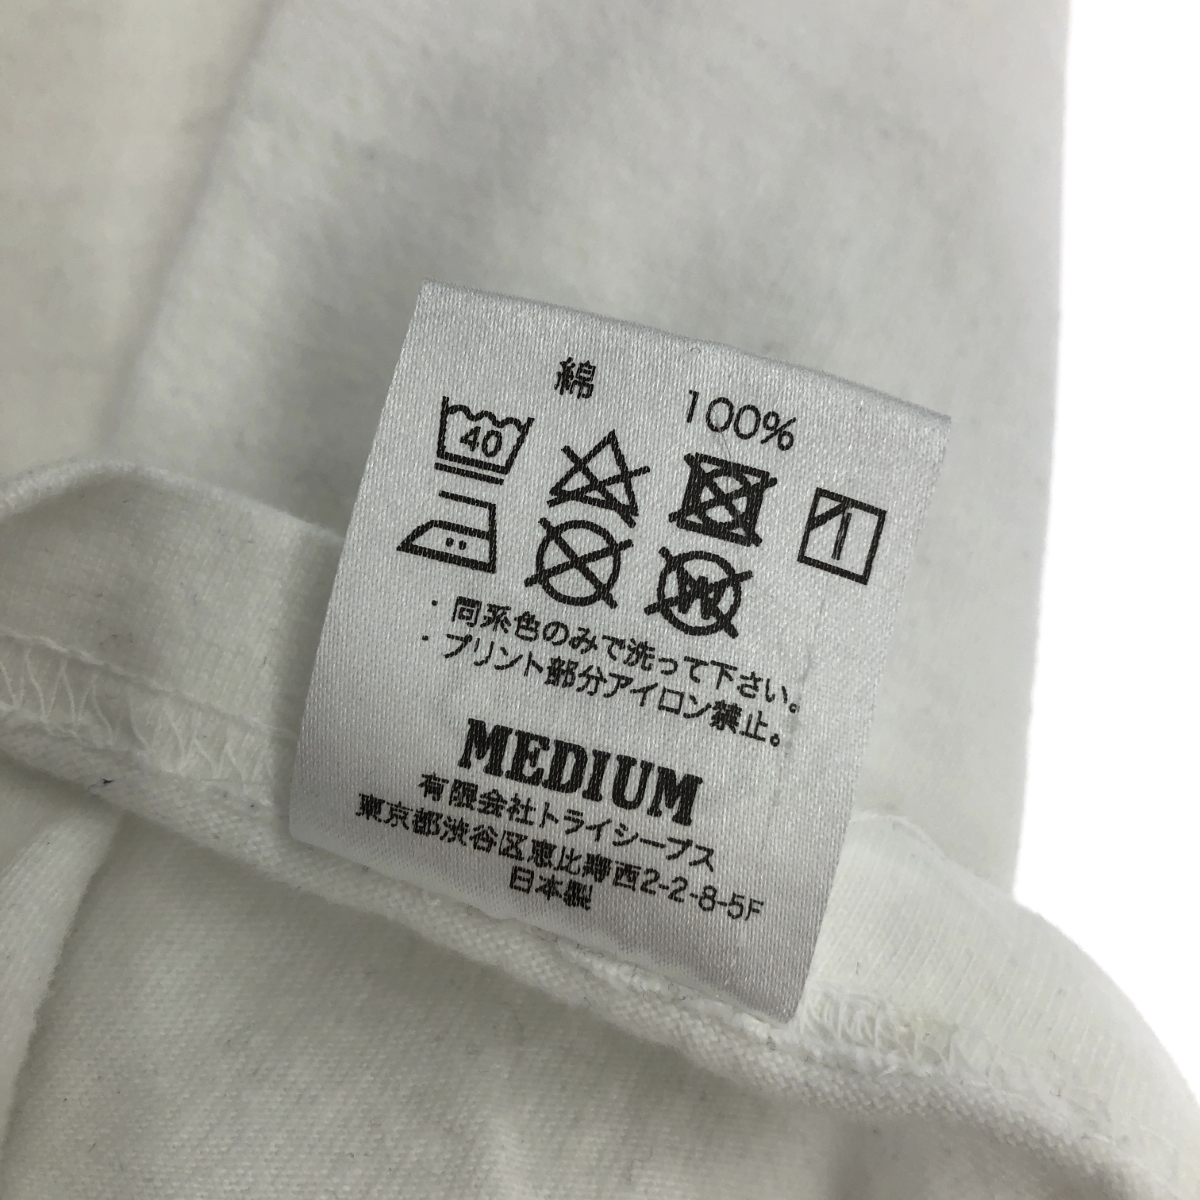 綿 100%
40
W
・同系色のみで洗って下さい。
・プリント部分アイロン禁止。
MEDIUM
有限会社トライシープス
東京都渋谷区恵比寿西2-2-8-5F
日本製